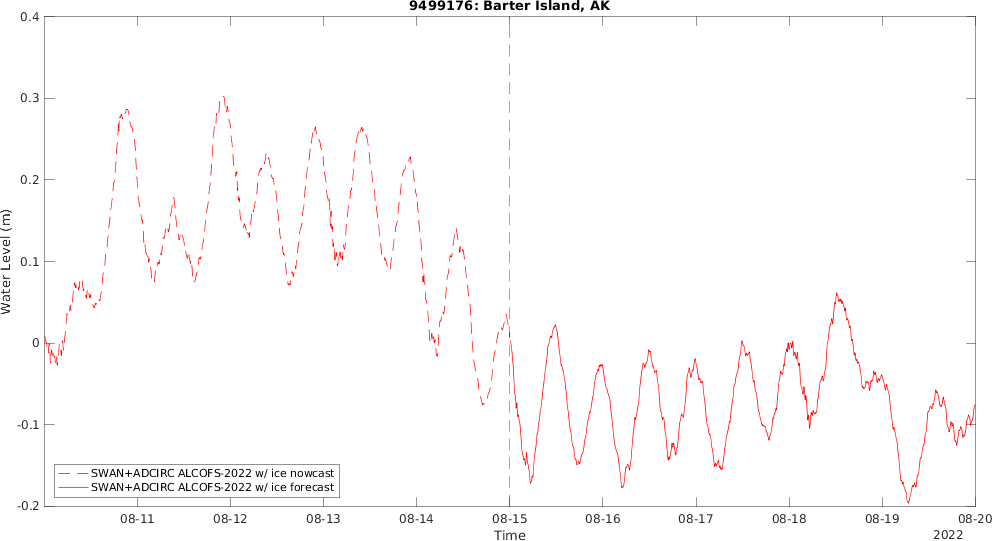 9499176: Barter Island, AK
0.4
0.3
0.2
0.1
0
-0.1
-0.2
Water Level (m)
SWAN+ADCIRC ALCOFS-2022 w/ ice nowcast
SWAN+ADCIRC ALCOFS-2022 w/ ice forecast
08-11 08-12 08-13 08-14 08-15 08-16 08-17 08-18 08-19 08-20
Time
2022